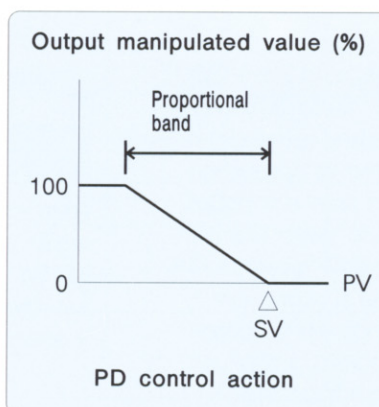 Output manipulated value (%)
Proportional
band
100
0
PV
△
SV
PD control action